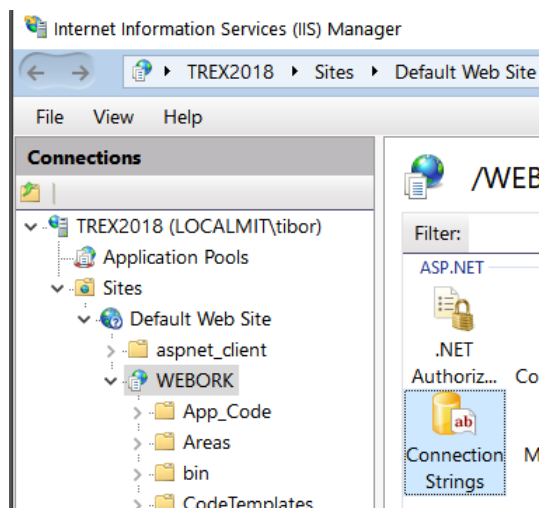 Internet Information Services (IIS) Manager
TREX2018 Sites Default Web Site
File View Help
Connections
TREX2018 (LOCALMIT\tibor)
Application Pools
Sites
Default Web Site
aspnet_client
WEBORK
App_Code
Areas
bin
CodeTemplates
/WEB
Filter:
ASP.NET
.NET
Authoriz... Co
ab
Connection M
Strings